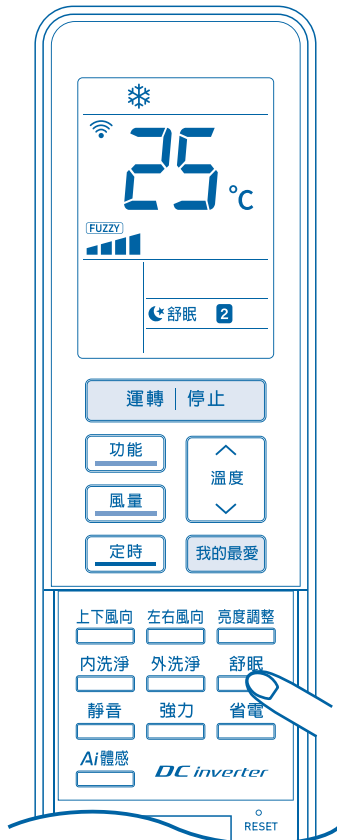 25°C
FUZZY
舒眠 2
運轉 | 停止
功能
溫度
風量
定時
我的最愛
上下風向 左右風向 亮度調整
內洗淨 外洗淨 舒眠
靜音 強力 省電
Ai體感
DC inverter
RESET